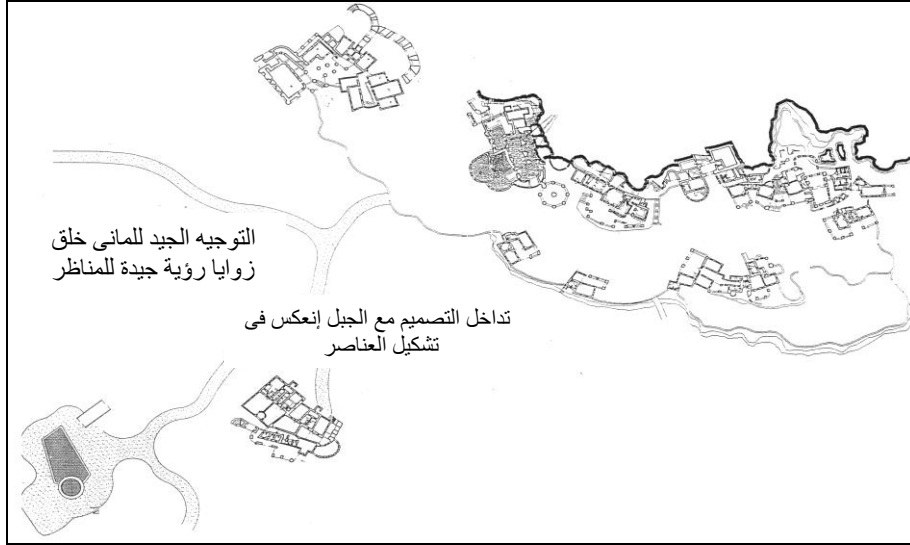 التوجيه الجيد للمانى خلق
زوايا رؤية جيدة للمناظر
تداخل التصميم مع الجبل إنعكس فى
تشكيل العناصر